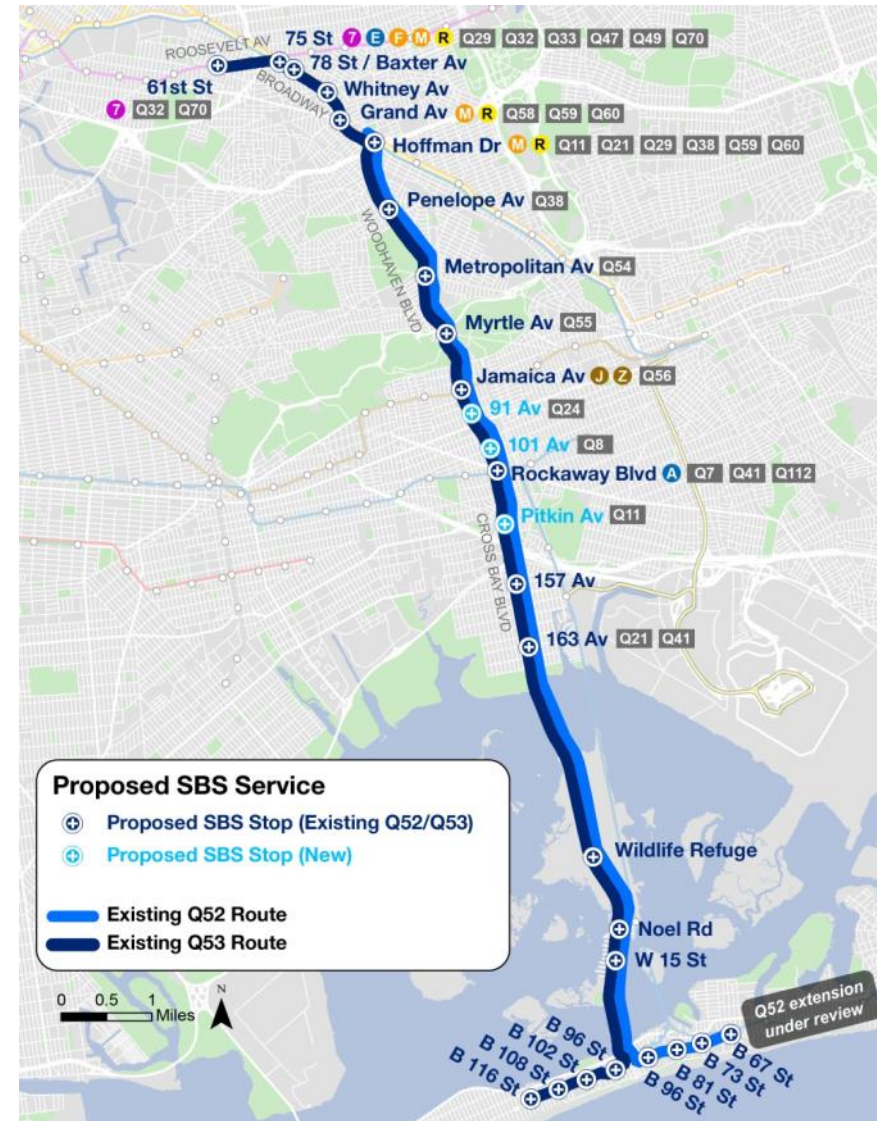 ROOSEVELT AV
75 St 7 E F M R Q29 Q32 Q33 Q47 Q49 Q70
78 St / Baxter Av
61st St
7 Q32 Q70
BROADWAY
Whitney Av
Grand Av M R Q58 Q59 Q60
Hoffman Dr M R Q11 Q21 Q29 Q38 Q59 Q60
Penelope Av Q38
WOODHAVEN BLVD
Metropolitan Av Q54
Myrtle Av Q55
Jamaica Av J Z Q56
91 Av Q24
101 Av Q8
Rockaway Blvd A Q7 Q41 Q112
Pitkin Av Q11
CROSS BAY BLVD
157 Av
163 Av Q21 Q41
Proposed SBS Service
Proposed SBS Stop (Existing Q52/Q53)
Proposed SBS Stop (New)
Existing Q52 Route
Existing Q53 Route
Wildlife Refuge
Noel Rd
W 15 St
0 0.5 1
Miles
N
Q52 extension
under review
B 96 St
B 102 St
B 108 St
B 116 St
B 67 St
B 73 St
B 81 St
B 96 St